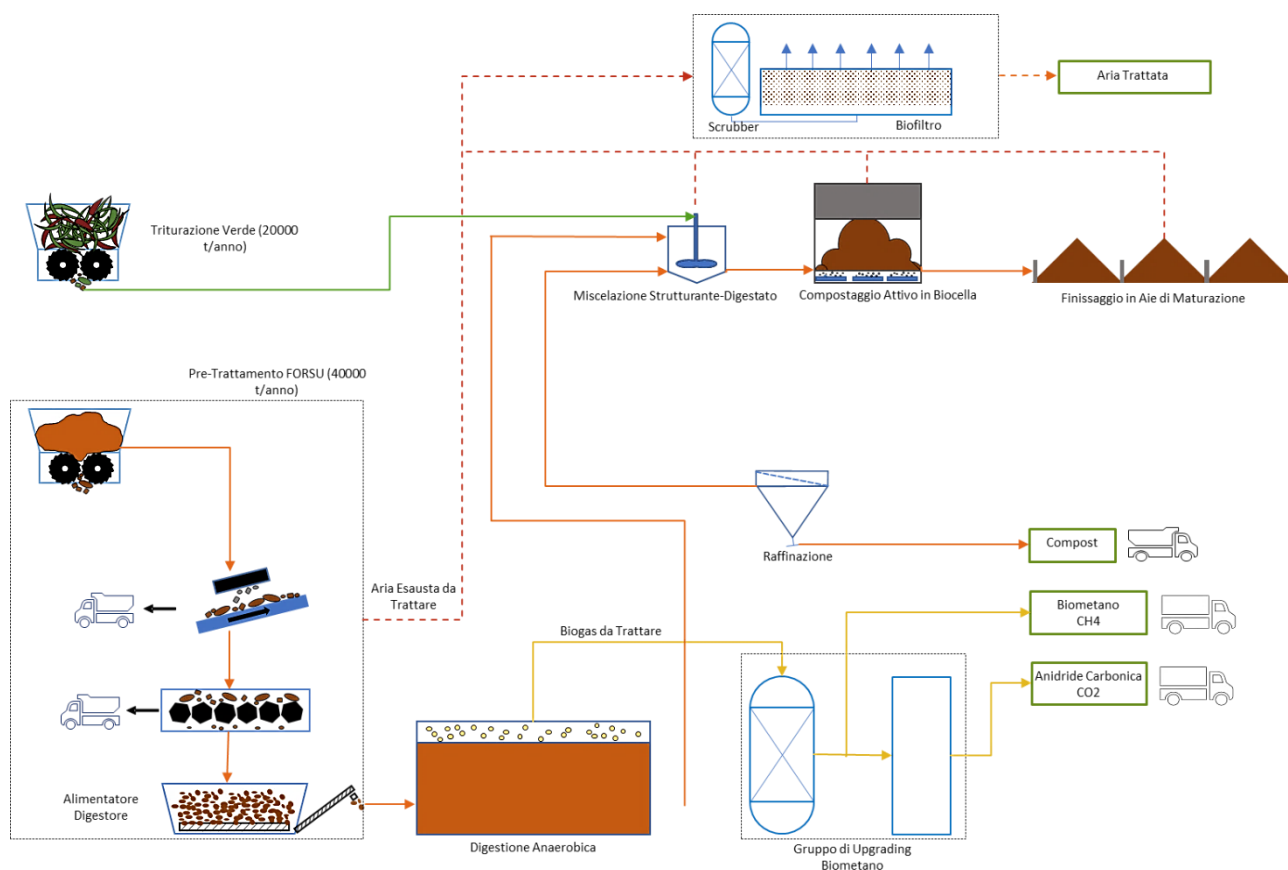 Aria Trattata
Scrubber
Biofiltro
Triturazione Verde (20000
t/anno)
Miscelazione Strutturante-Digestato
Compostaggio Attivo in Biocella
Finissaggio in Aie di Maturazione
Pre-Trattamento FORSU (40000
t/anno)
Raffinazione
Compost
Aria Esausta da
Trattare
Biometano
CH4
Biogas da Trattare
Anidride Carbonica
CO2
Alimentatore
Digestore
Digestione Anaerobica
Gruppo di Upgrading
Biometano